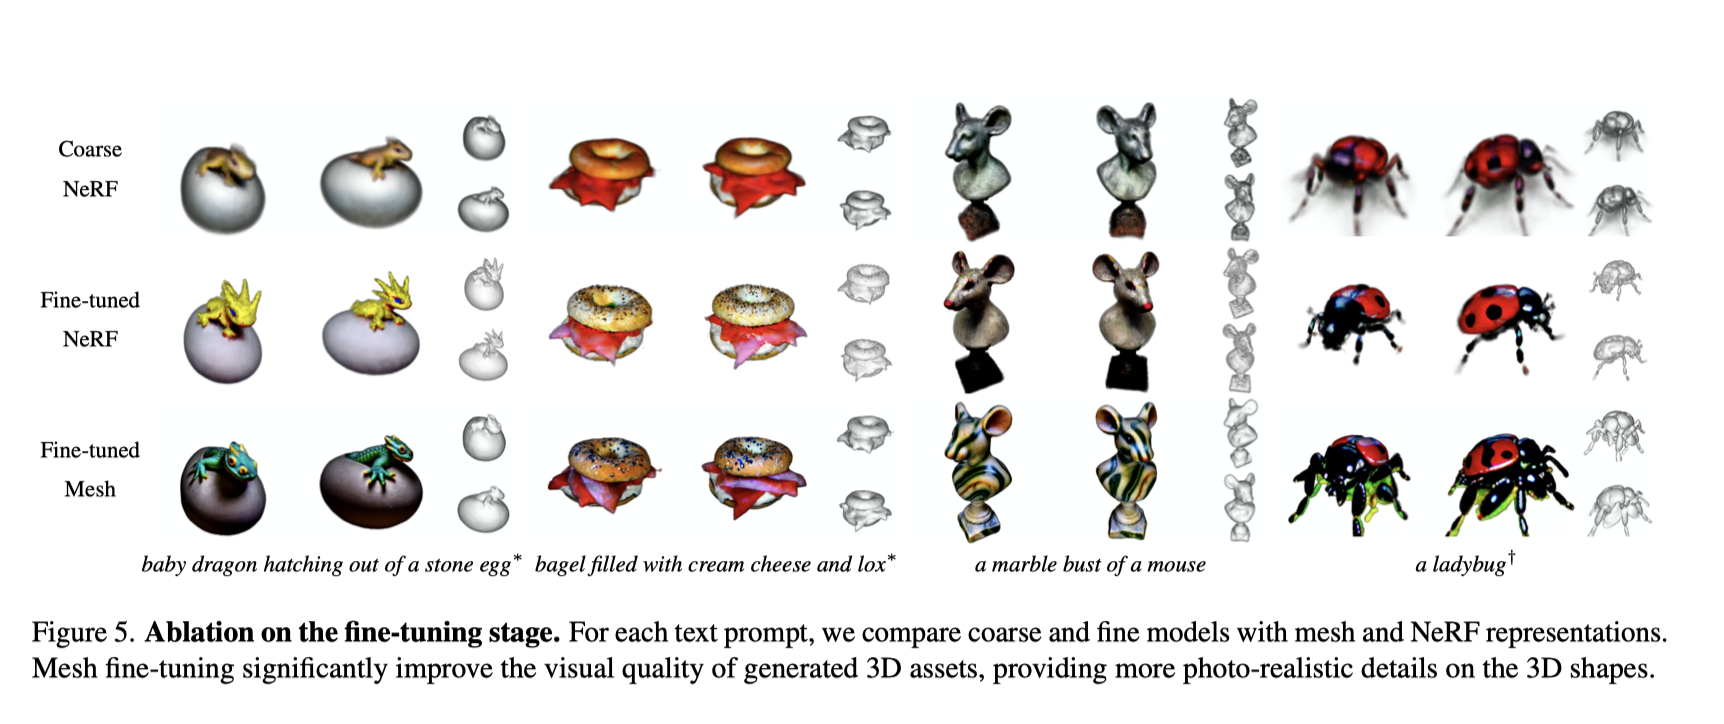 Coarse
NeRF
Fine-tuned
NeRF
Fine-tuned
Mesh
baby dragon hatching out of a stone egg* bagel filled with cream cheese and lox* a marble bust of a mouse a ladybug†
Figure 5. Ablation on the fine-tuning stage. For each text prompt, we compare coarse and fine models with mesh and NeRF representations.
Mesh fine-tuning significantly improve the visual quality of generated 3D assets, providing more photo-realistic details on the 3D shapes.